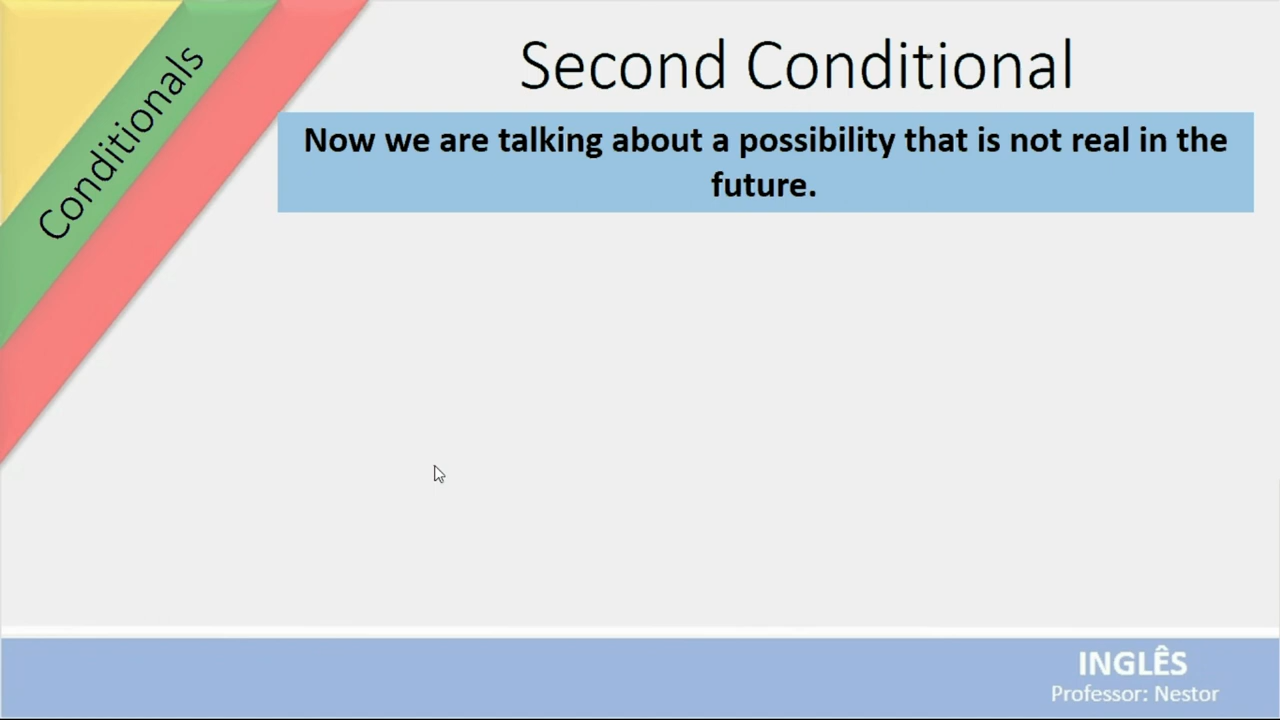 Conditionals
Second Conditional
Now we are talking about a possibility that is not real in the
future.
INGLÊS
Professor: Nestor